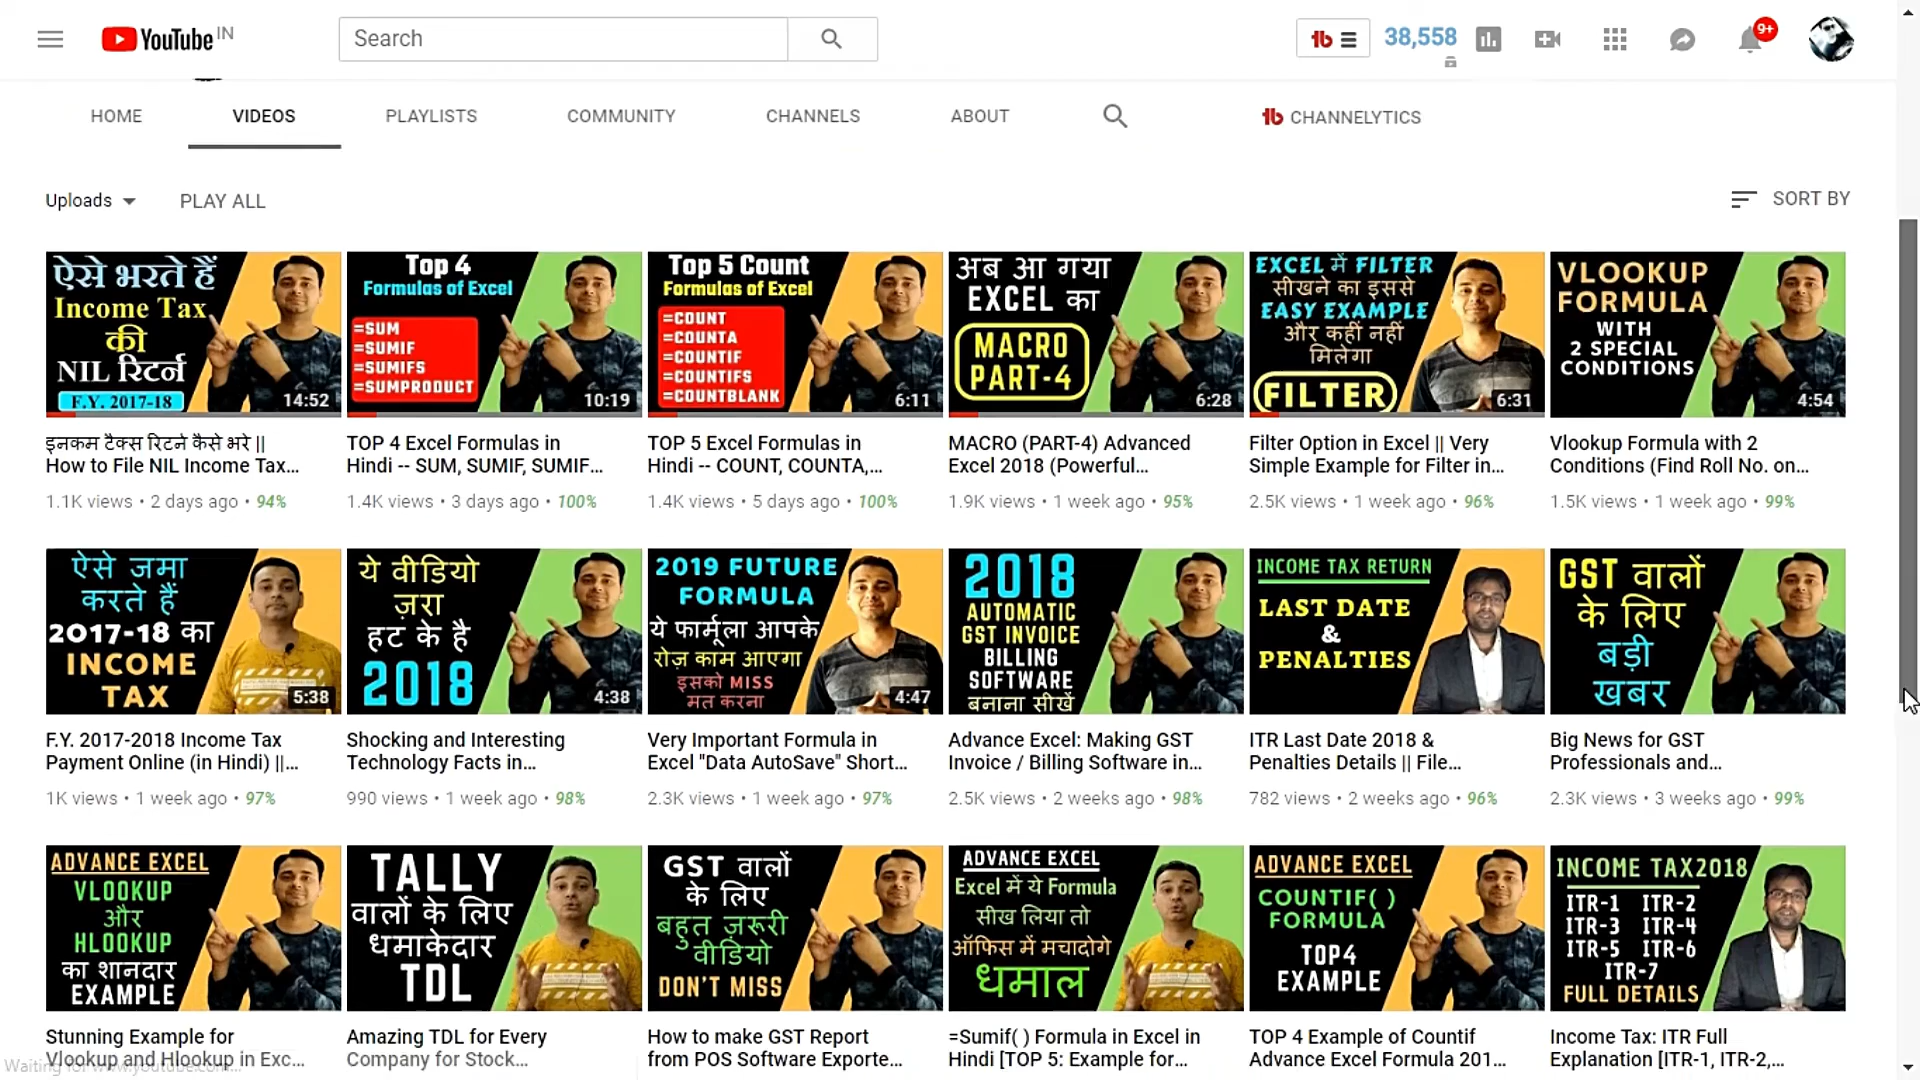 YouTube IN
Search
38,558
9+
HOME
VIDEOS
PLAYLISTS
COMMUNITY
CHANNELS
ABOUT
CHANNELYTICS
Uploads
PLAY ALL
SORT BY
ऐसे भरते हैं
Income Tax
की
NIL रिटर्न
F.Y. 2017-18
14:52
Top 4
Formulas of Excel
=SUM
=SUMIF
=SUMIFS
=SUMPRODUCT
10:19
Top 5 Count
Formulas of Excel
=COUNT
=COUNTA
=COUNTIF
=COUNTIFS
=COUNTBLANK
6:11
अब आ गया
EXCEL का
MACRO
PART-4
6:28
EXCEL में FILTER
सीखने का इससे
EASY EXAMPLE
और कहीं नहीं
मिलेगा
FILTER
6:31
VLOOKUP
FORMULA
WITH
2 SPECIAL
CONDITIONS
4:54
इनकम टैक्स रिटर्न कैसे भरे ||
How to File NIL Income Tax...
1.1K views • 2 days ago • 94%
TOP 4 Excel Formulas in
Hindi -- SUM, SUMIF, SUMIF...
1.4K views • 3 days ago • 100%
TOP 5 Excel Formulas in
Hindi -- COUNT, COUNTA,...
1.4K views • 5 days ago • 100%
MACRO (PART-4) Advanced
Excel 2018 (Powerful...
1.9K views • 1 week ago • 95%
Filter Option in Excel || Very
Simple Example for Filter in...
2.5K views • 1 week ago • 96%
Vlookup Formula with 2
Conditions (Find Roll No. on...
1.5K views • 1 week ago • 99%
ऐसे जमा
करते हैं
2017-18 का
INCOME
TAX
5:38
ये वीडियो
ज़रा
हट के है
2018
4:38
2019 FUTURE
FORMULA
ये फार्मूला आपके
रोज़ काम आएगा
इसको MISS
मत करना
4:47
2018
AUTOMATIC
GST INVOICE
BILLING
SOFTWARE
बनाना सीखें
INCOME TAX RETURN
LAST DATE
&
PENALTIES
GST वालों
के लिए
बड़ी
खबर
F.Y. 2017-2018 Income Tax
Payment Online (in Hindi) ||...
1K views • 1 week ago • 97%
Shocking and Interesting
Technology Facts in...
990 views • 1 week ago • 98%
Very Important Formula in
Excel "Data AutoSave" Short...
2.3K views • 1 week ago • 97%
Advance Excel: Making GST
Invoice / Billing Software in...
2.5K views • 2 weeks ago • 98%
ITR Last Date 2018 &
Penalties Details || File...
782 views • 2 weeks ago • 96%
Big News for GST
Professionals and...
2.3K views • 3 weeks ago • 99%
ADVANCE EXCEL
VLOOKUP
और
HLOOKUP
का शानदार
EXAMPLE
TALLY
वालों के लिए
धमाकेदार
TDL
GST वालों
के लिए
बहुत ज़रूरी
वीडियो
DON'T MISS
ADVANCE EXCEL
Excel में ये Formula
सीख लिया तो
ऑफिस में मचादोगे
धमाल
ADVANCE EXCEL
COUNTIF( )
FORMULA
TOP4
EXAMPLE
INCOME TAX2018
ITR-1 ITR-2
ITR-3 ITR-4
ITR-5 ITR-6
ITR-7
FULL DETAILS
Stunning Example for
Vlookup and Hlookup in Exc...
Amazing TDL for Every
Company for Stock...
How to make GST Report
from POS Software Exporte...
=Sumif( ) Formula in Excel in
Hindi [TOP 5: Example for...
TOP 4 Example of Countif
Advance Excel Formula 201...
Income Tax: ITR Full
Explanation [ITR-1, ITR-2,...
Waiting for www.youtube.com...